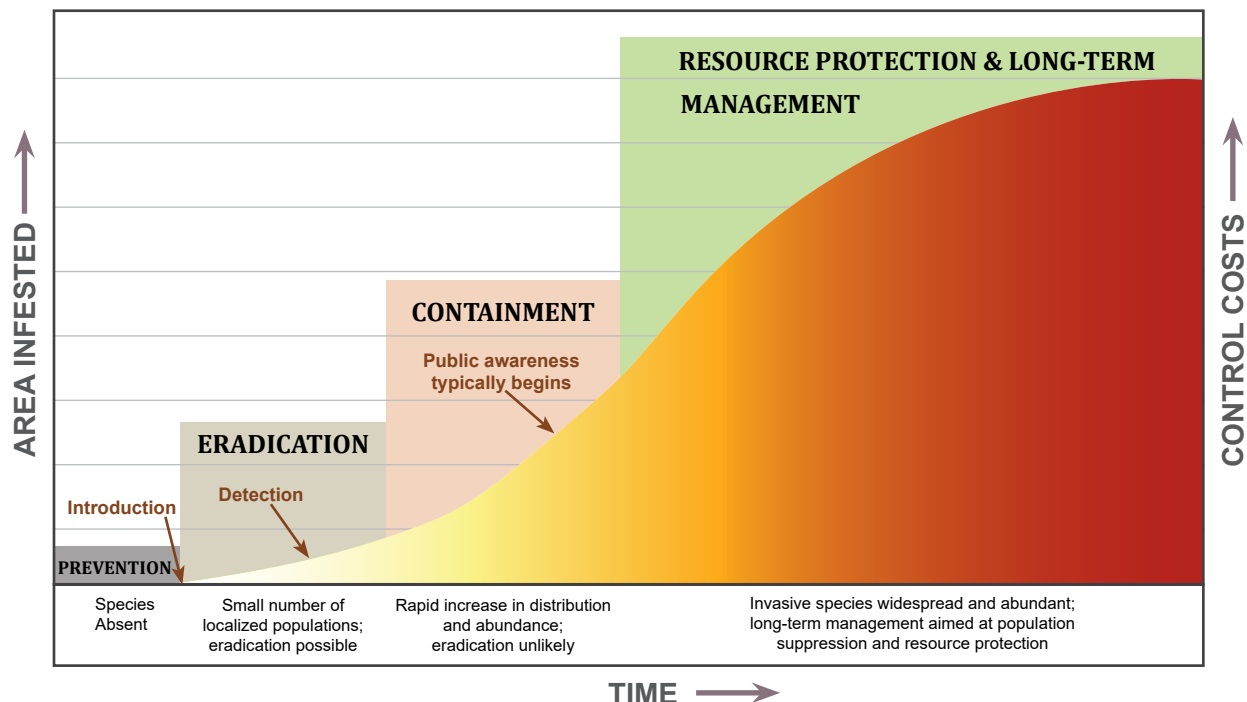 RESOURCE PROTECTION & LONG-TERM
MANAGEMENT
CONTAINMENT
Public awareness
typically begins
ERADICATION
Detection
Introduction
PREVENTION
AREA INFESTED
CONTROL COSTS
Species
Absent
Small number of
localized populations;
eradication possible
Rapid increase in distribution
and abundance;
eradication unlikely
Invasive species widespread and abundant;
long-term management aimed at population
suppression and resource protection
TIME